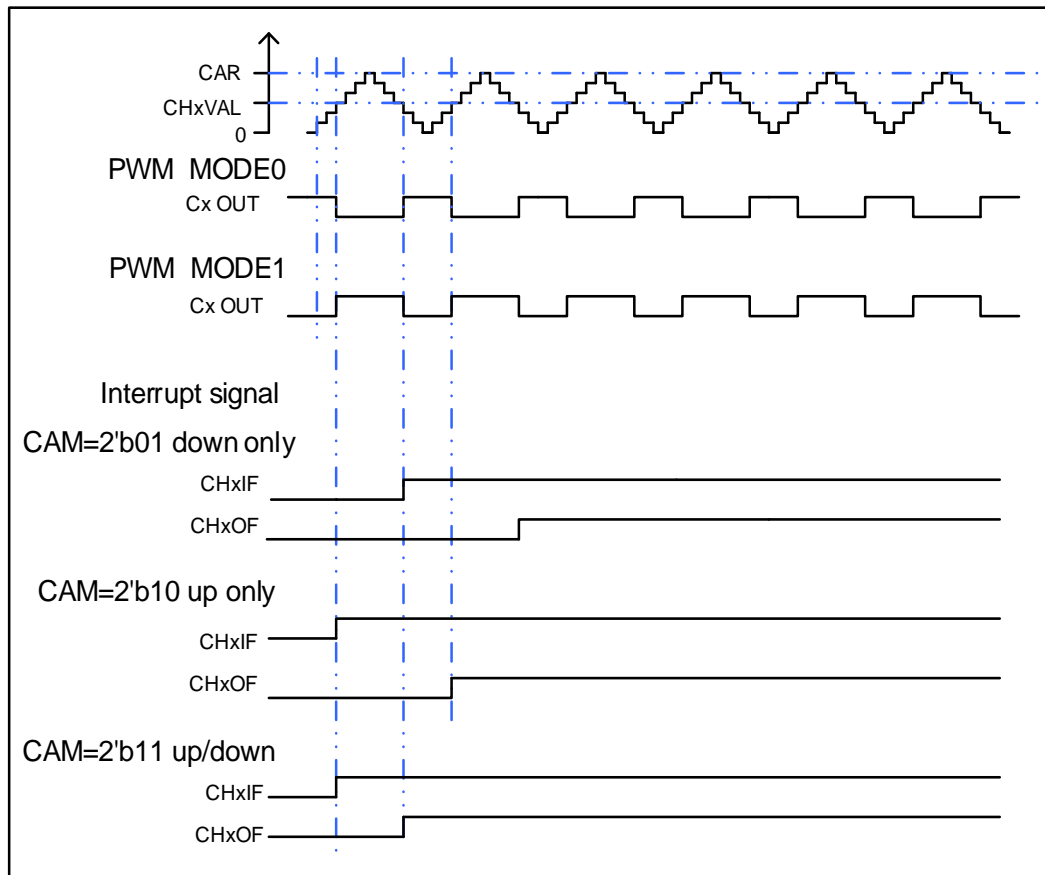 CAR
CHxVAL
0
PWM MODE0
Cx OUT
PWM MODE1
Cx OUT
Interrupt signal
CAM=2'b01 down only
CHxIF
CHxOF
CAM=2'b10 up only
CHxIF
CHxOF
CAM=2'b11 up/down
CHxIF
CHxOF